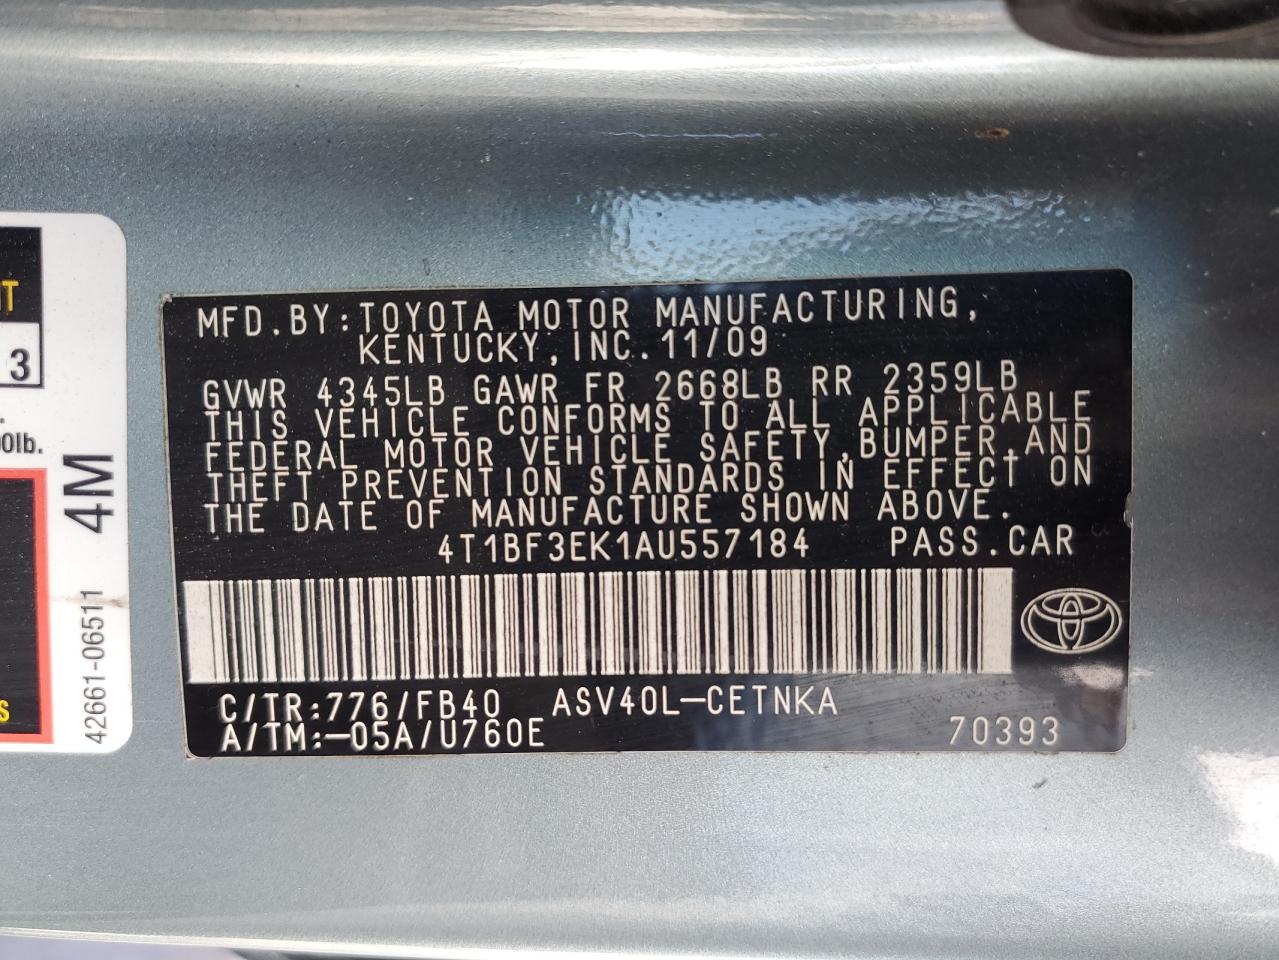 T
3
0lb.
S
4M
42661-06511
MFD.BY:TOYOTA MOTOR MANUFACTURING,
KENTUCKY,INC.11/09
GVWR 4345LB GAWR FR 2668LB RR 2359LB
THIS VEHICLE CONFORMS TO ALL APPLICABLE
FEDERAL MOTOR VEHICLE SAFETY,BUMPER,AND
THEFT PREVENTION STANDARDS IN EFFECT ON
THE DATE OF MANUFACTURE SHOWN ABOVE.
4T1BF3EK1AU557184 PASS.CAR
C/TR:776/FB40 ASV40L-CETNKA
A/TM:-05A/U760E 70393